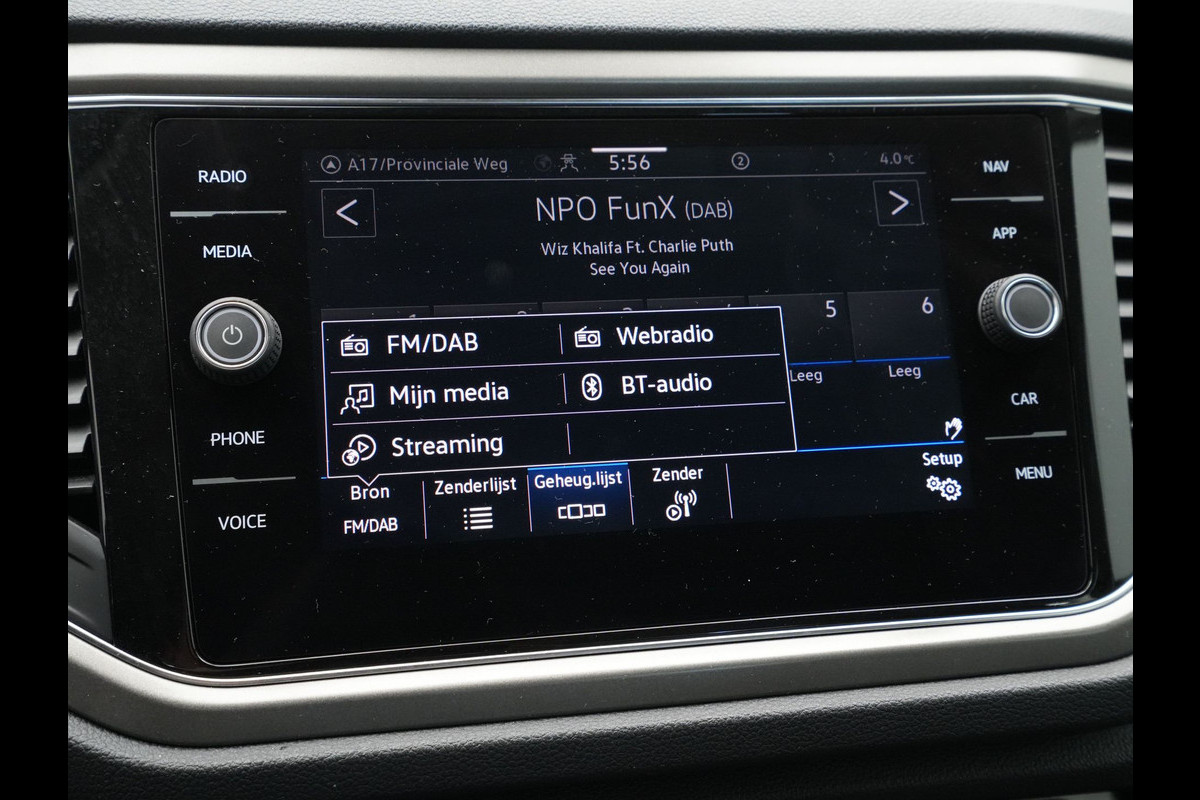 RADIO
MEDIA
PHONE
VOICE
A17/Provinciale Weg
5:56
2
4.0°C
NPO FunX (DAB)
Wiz Khalifa Ft. Charlie Puth
See You Again
5
6
Leeg
Leeg
FM/DAB
Webradio
Mijn media
BT-audio
Streaming
Bron
FM/DAB
Zenderlijst
Geheug.lijst
Zender
Setup
NAV
APP
CAR
MENU